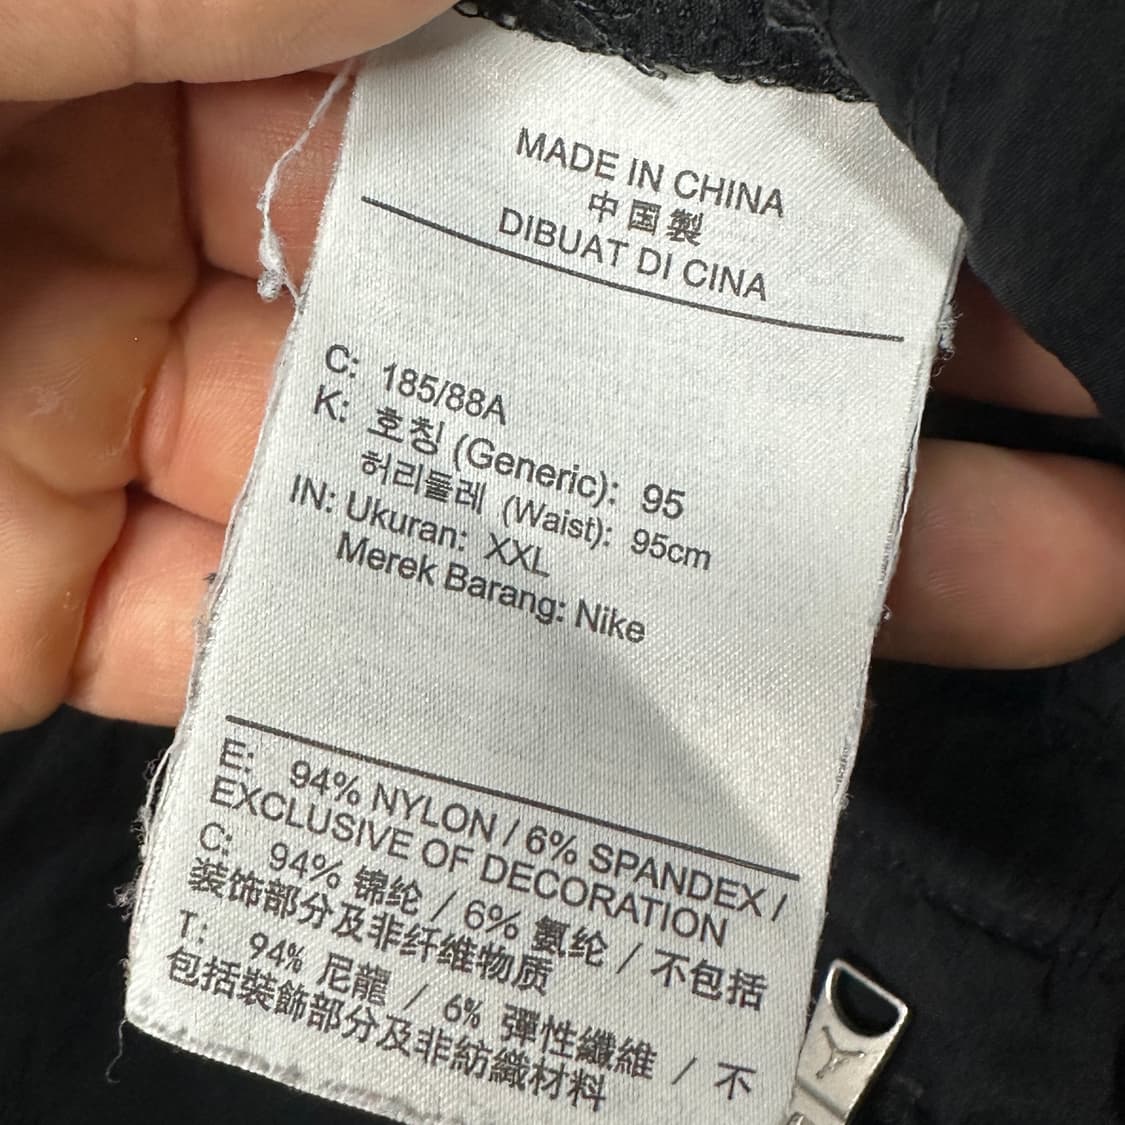 MADE IN CHINA
中国製
DIBUAT DI CINA
C: 185/88A
K: 호칭 (Generic): 95
허리둘레 (Waist): 95cm
IN: Ukuran: XXL
Merek Barang: Nike
E: 94% NYLON / 6% SPANDEX /
EXCLUSIVE OF DECORATION
C: 94% 锦纶 / 6% 氨纶 / 不包括
装饰部分及非纤维物质
T: 94% 尼龍 / 6% 彈性纖維 / 不
包括裝飾部分及非紡織材料